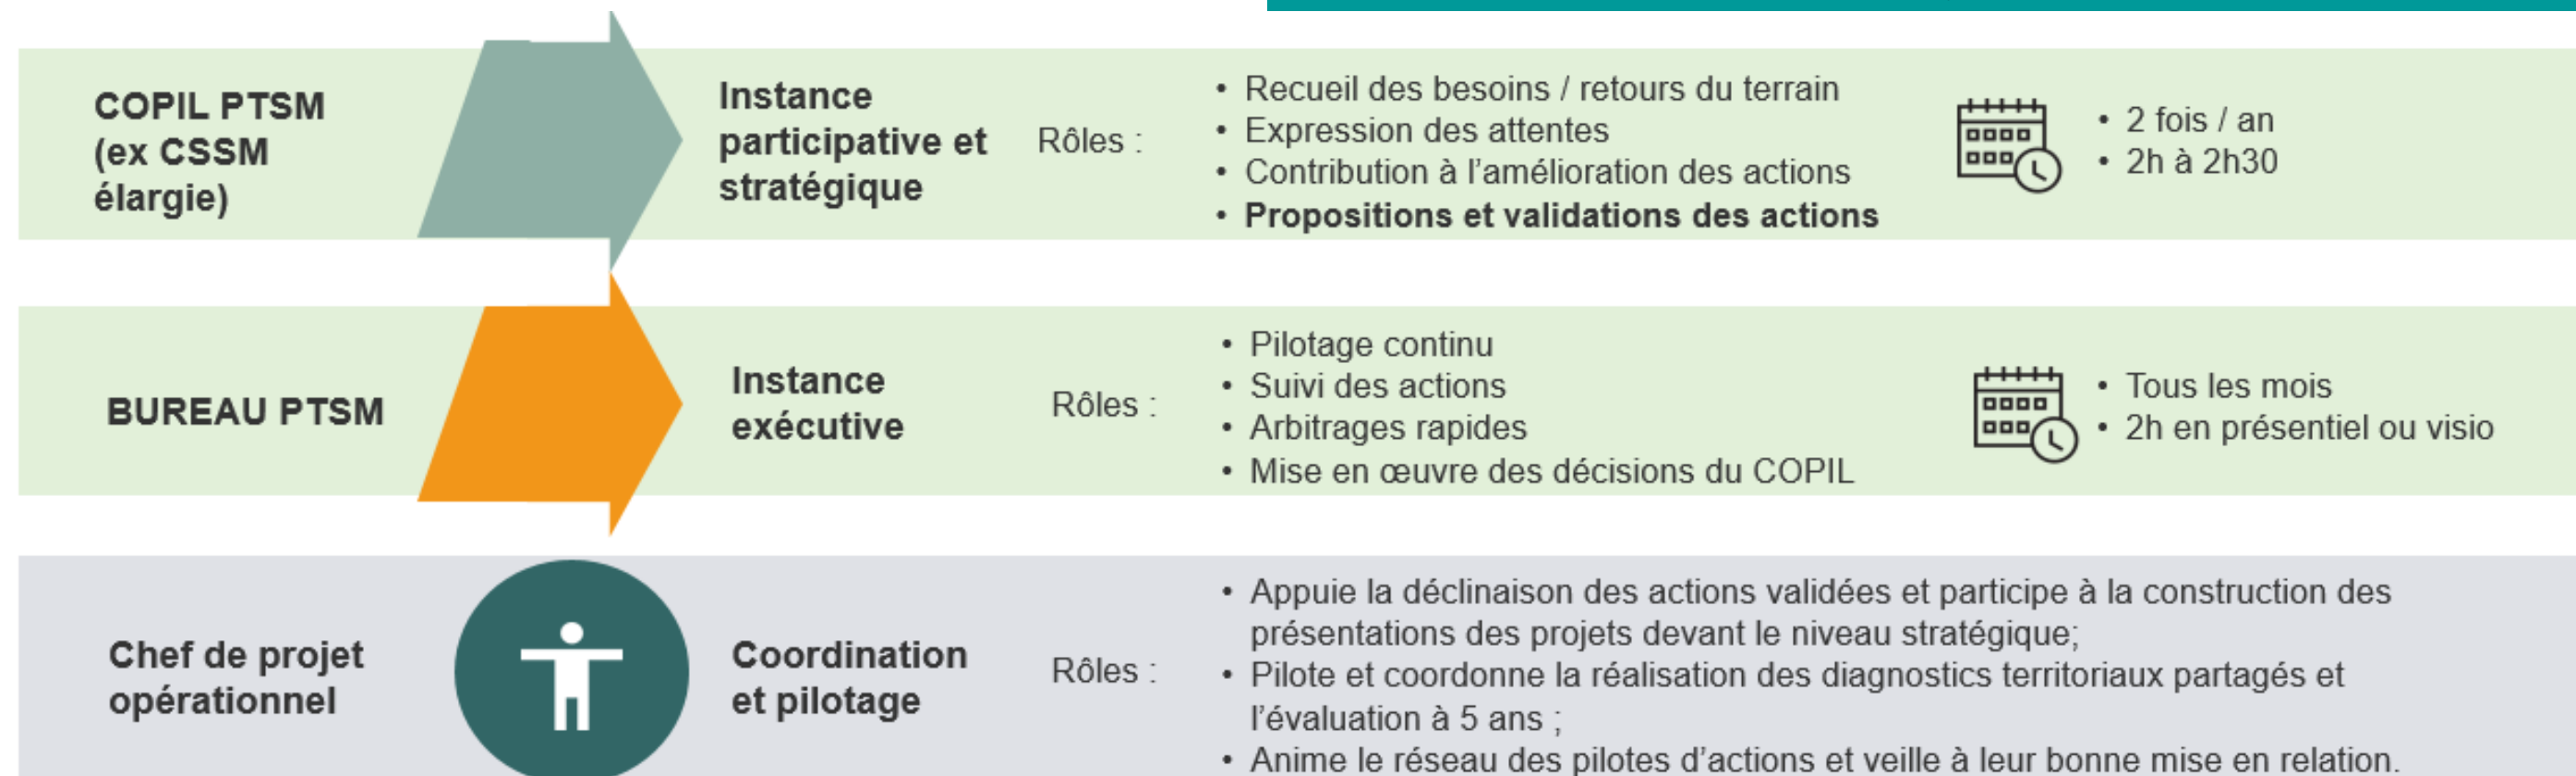 COPIL PTSM
(ex CSSM
élargie)
Instance
participative et
stratégique
Rôles :
• Recueil des besoins / retours du terrain
• Expression des attentes
• Contribution à l’amélioration des actions
• Propositions et validations des actions
• 2 fois / an
• 2h à 2h30
BUREAU PTSM
Instance
exécutive
Rôles :
• Pilotage continu
• Suivi des actions
• Arbitrages rapides
• Mise en œuvre des décisions du COPIL
• Tous les mois
• 2h en présentiel ou visio
Chef de projet
opérationnel
Coordination
et pilotage
Rôles :
• Appuie la déclinaison des actions validées et participe à la construction des
présentations des projets devant le niveau stratégique;
• Pilote et coordonne la réalisation des diagnostics territoriaux partagés et
l’évaluation à 5 ans ;
• Anime le réseau des pilotes d’actions et veille à leur bonne mise en relation.